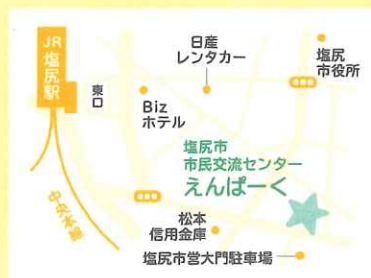 JR
塩尻駅
東口
日産
レンタカー
塩尻
市役所
Biz
ホテル
塩尻市
市民交流センター
えんぱーく
中央本線
松本
信用金庫
塩尻市営大門駐車場